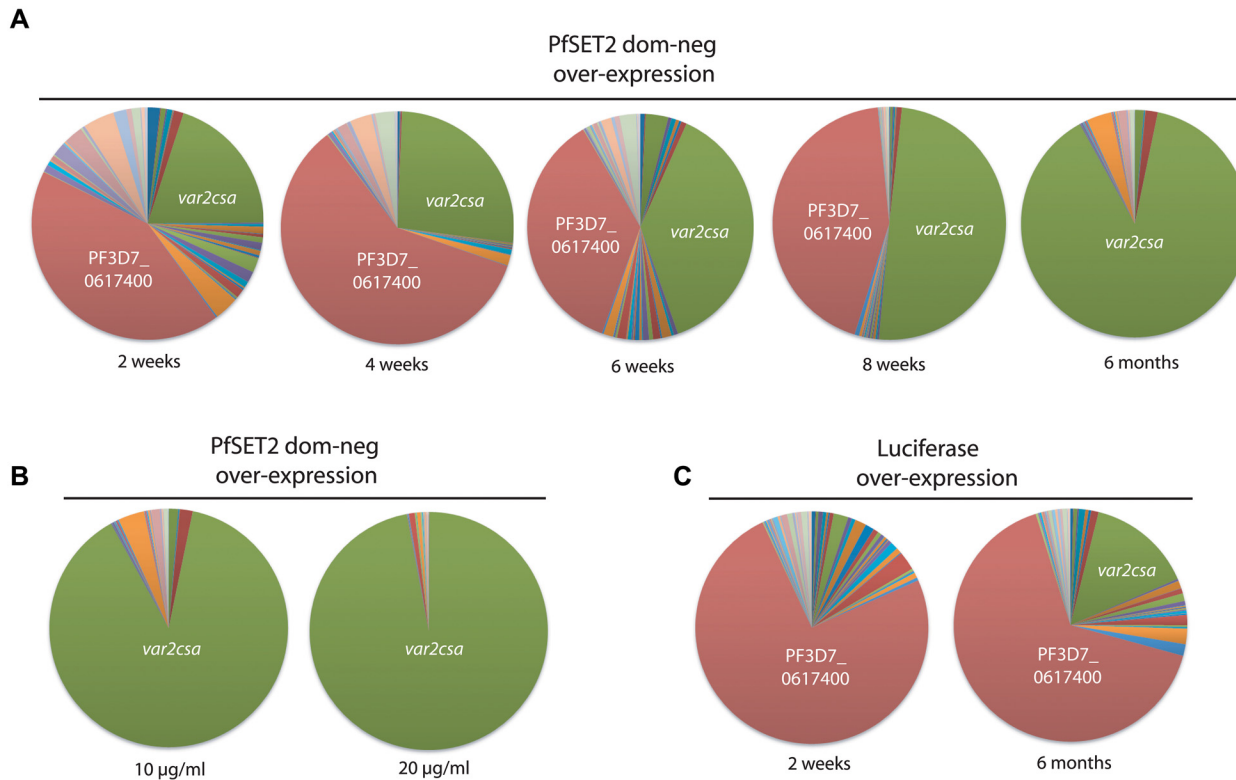 A
PfSET2 dom-neg
over-expression
var2csa
PF3D7_
0617400
2 weeks
var2csa
PF3D7_
0617400
4 weeks
PF3D7_
0617400
var2csa
6 weeks
PF3D7_
0617400
var2csa
8 weeks
var2csa
6 months
B
PfSET2 dom-neg
over-expression
var2csa
10 µg/ml
var2csa
20 µg/ml
C
Luciferase
over-expression
PF3D7_
0617400
2 weeks
var2csa
PF3D7_
0617400
6 months